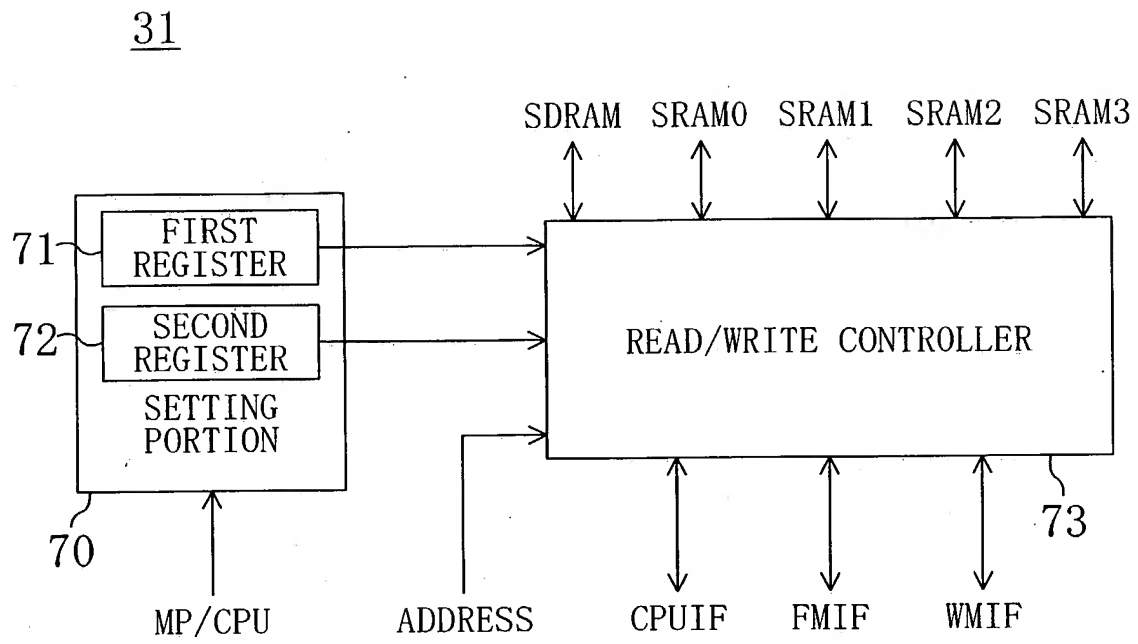 31
SDRAM SRAM0 SRAM1 SRAM2 SRAM3
71
FIRST
REGISTER
72
SECOND
REGISTER
SETTING
PORTION
READ/WRITE CONTROLLER
70
73
MP/CPU
ADDRESS
CPUIF
FMIF
WMIF